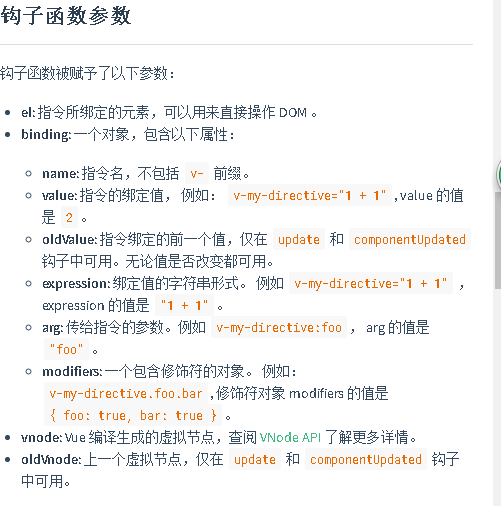 钩子函数参数
钩子函数被赋予了以下参数：
el: 指令所绑定的元素，可以用来直接操作 DOM 。
binding: 一个对象，包含以下属性：
name: 指令名，不包括 v- 前缀。
value: 指令的绑定值， 例如： v-my-directive="1 + 1" , value 的值
是 2 。
oldValue: 指令绑定的前一个值，仅在 update 和 componentUpdated
钩子中可用。无论值是否改变都可用。
expression: 绑定值的字符串形式。 例如 v-my-directive="1 + 1" ，
expression 的值是 "1 + 1" 。
arg: 传给指令的参数。例如 v-my-directive:foo ， arg 的值是
"foo" 。
modifiers: 一个包含修饰符的对象。 例如：
v-my-directive.foo.bar , 修饰符对象 modifiers 的值是
{ foo: true, bar: true } 。
vnode: Vue 编译生成的虚拟节点，查阅 VNode API 了解更多详情。
oldVnode: 上一个虚拟节点，仅在 update 和 componentUpdated 钩子
中可用。